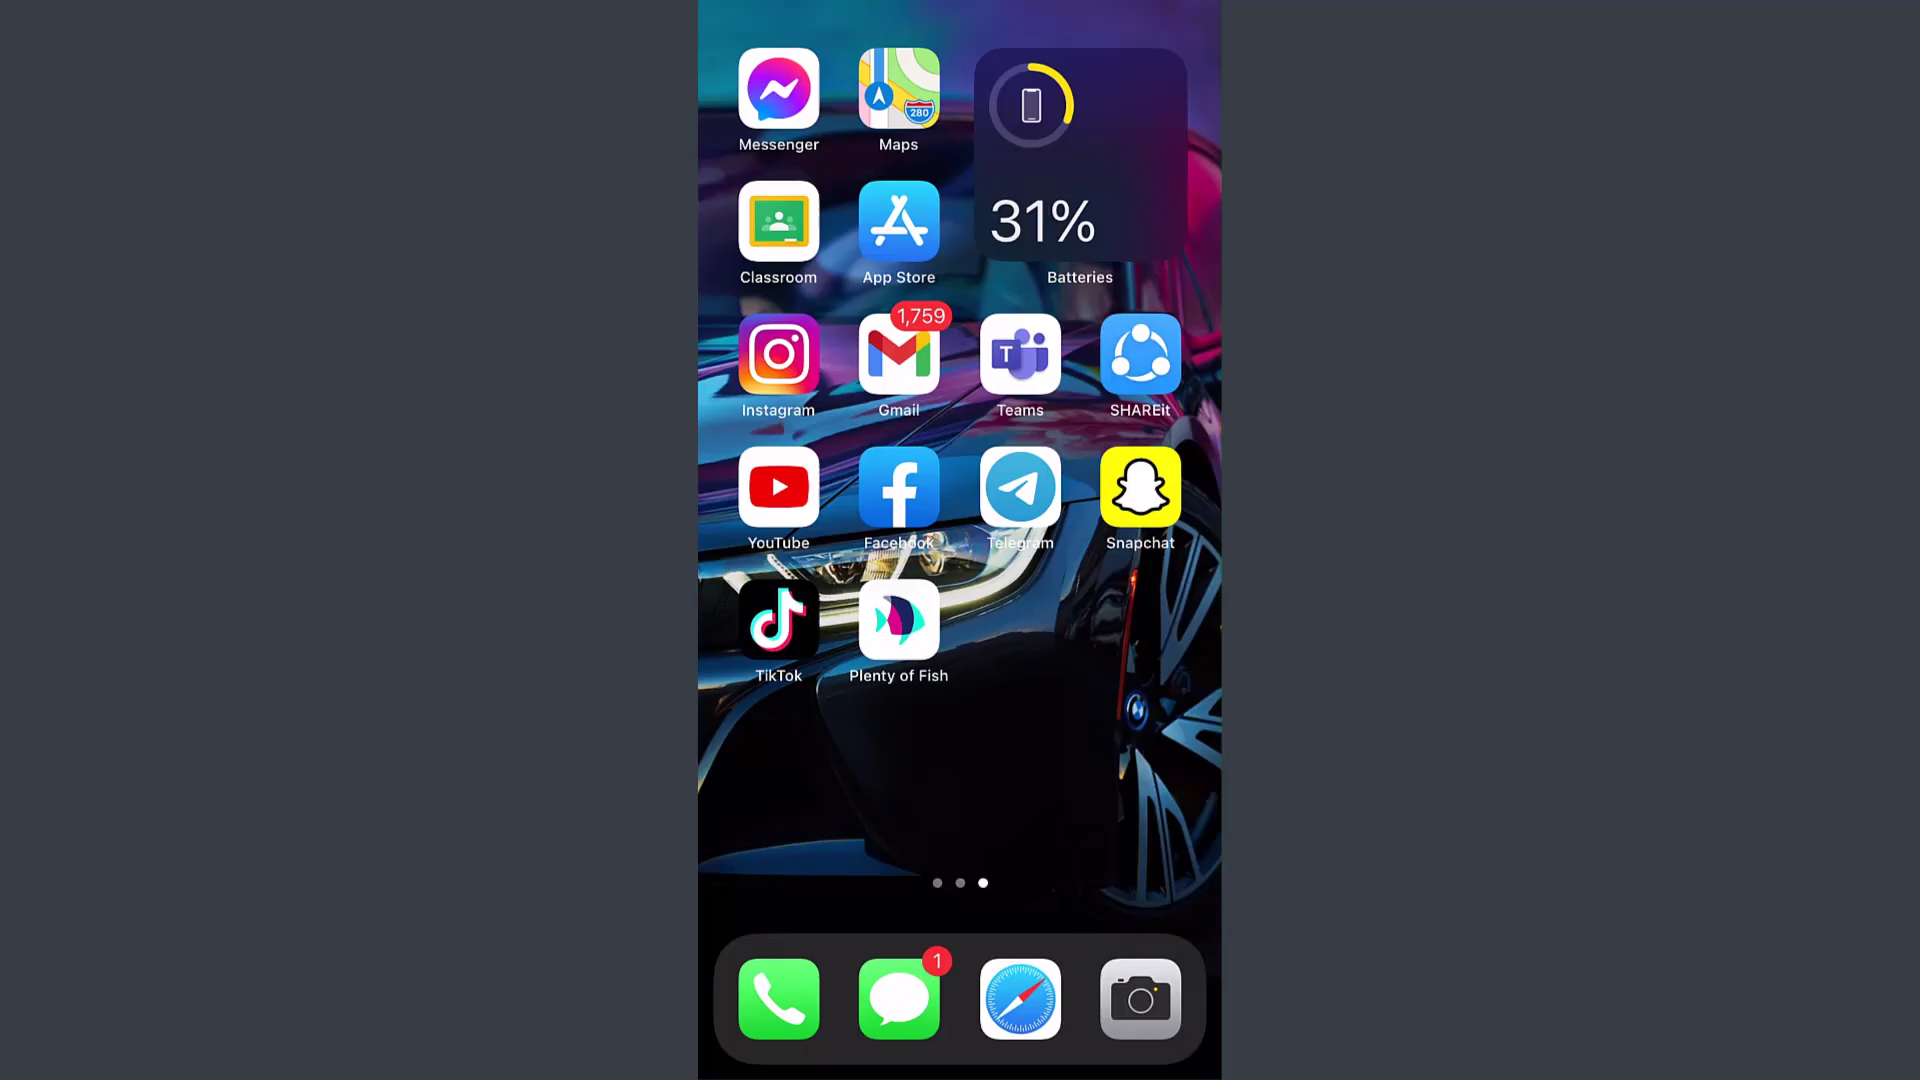 280
Messenger Maps
31%
Classroom App Store Batteries
1,759
T
Instagram Gmail Teams SHAREit
YouTube Facebook Telegram Snapchat
TikTok Plenty of Fish
1